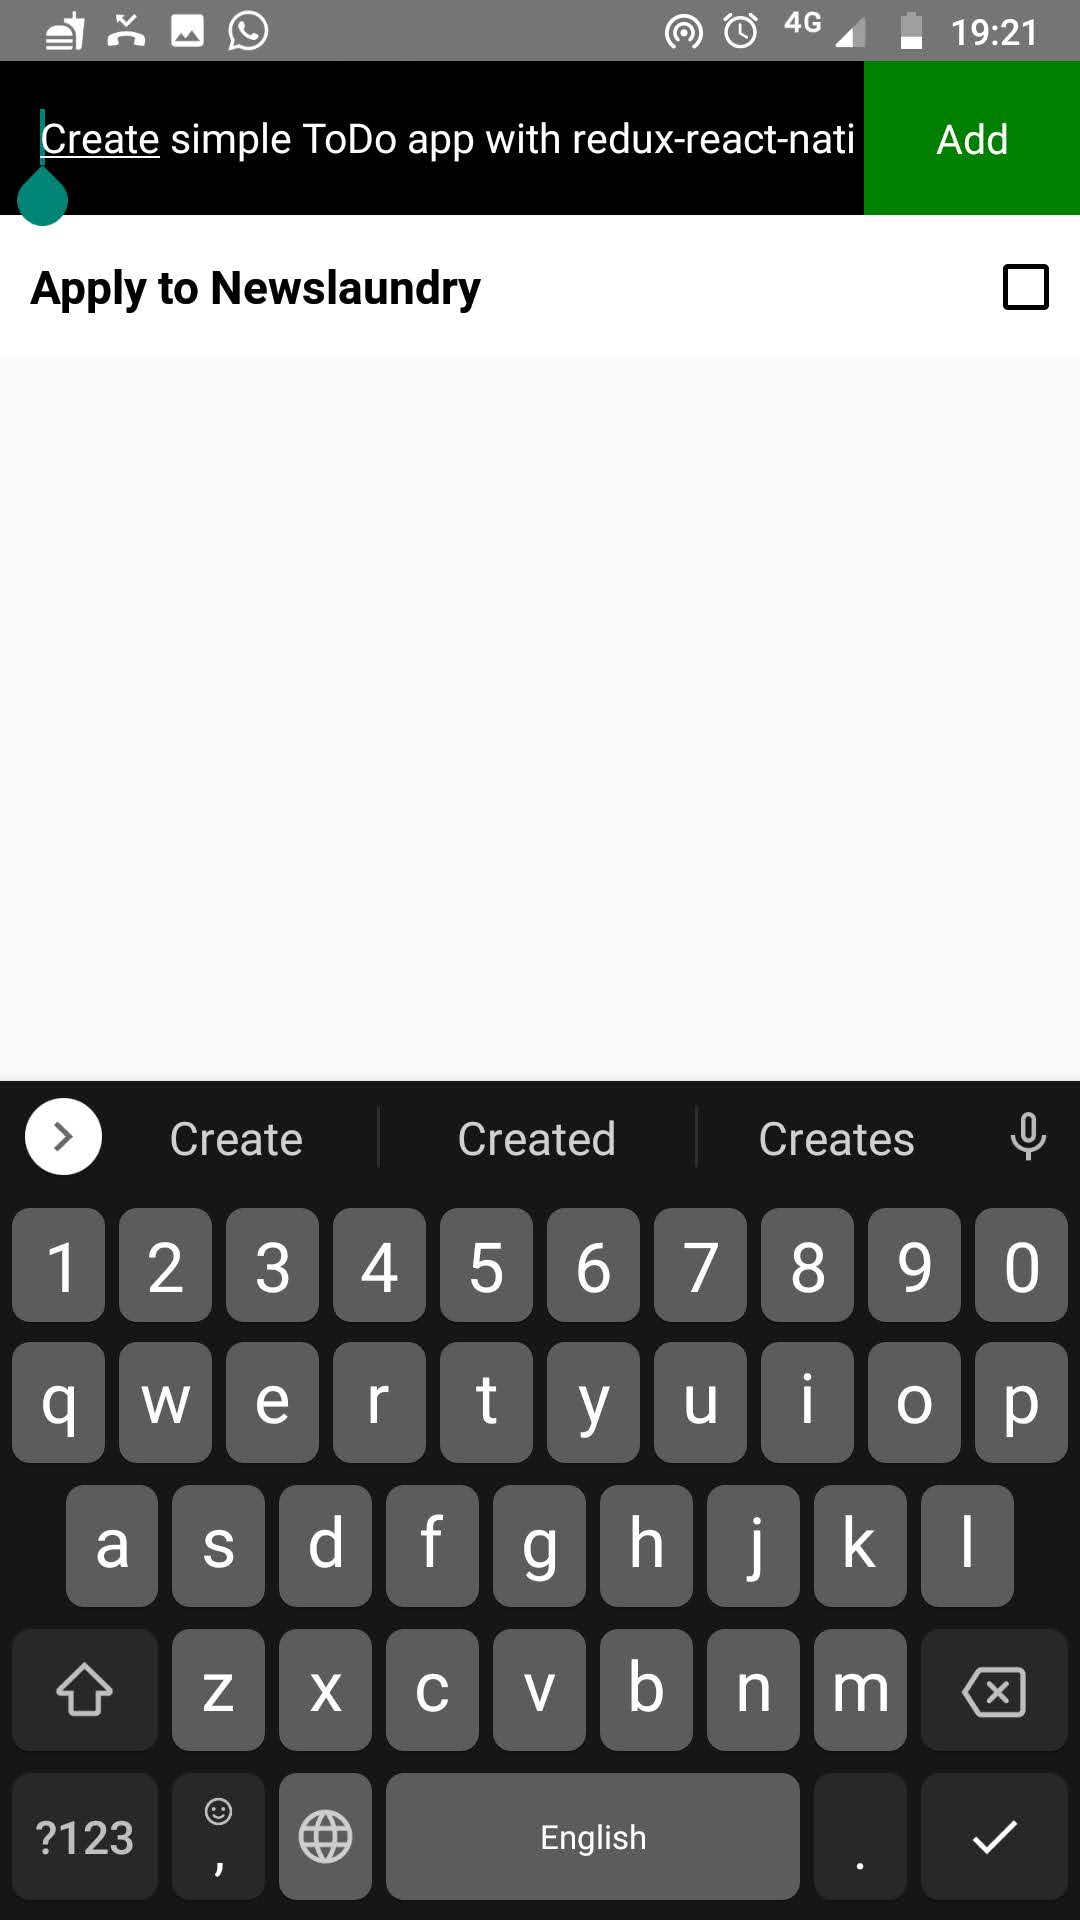 4G 19:21
Create simple ToDo app with redux-react-nati Add
Apply to Newslaundry
Create Created Creates
1 2 3 4 5 6 7 8 9 0
q w e r t y u i o p
a s d f g h j k l
z x c v b n m
?123 , English .